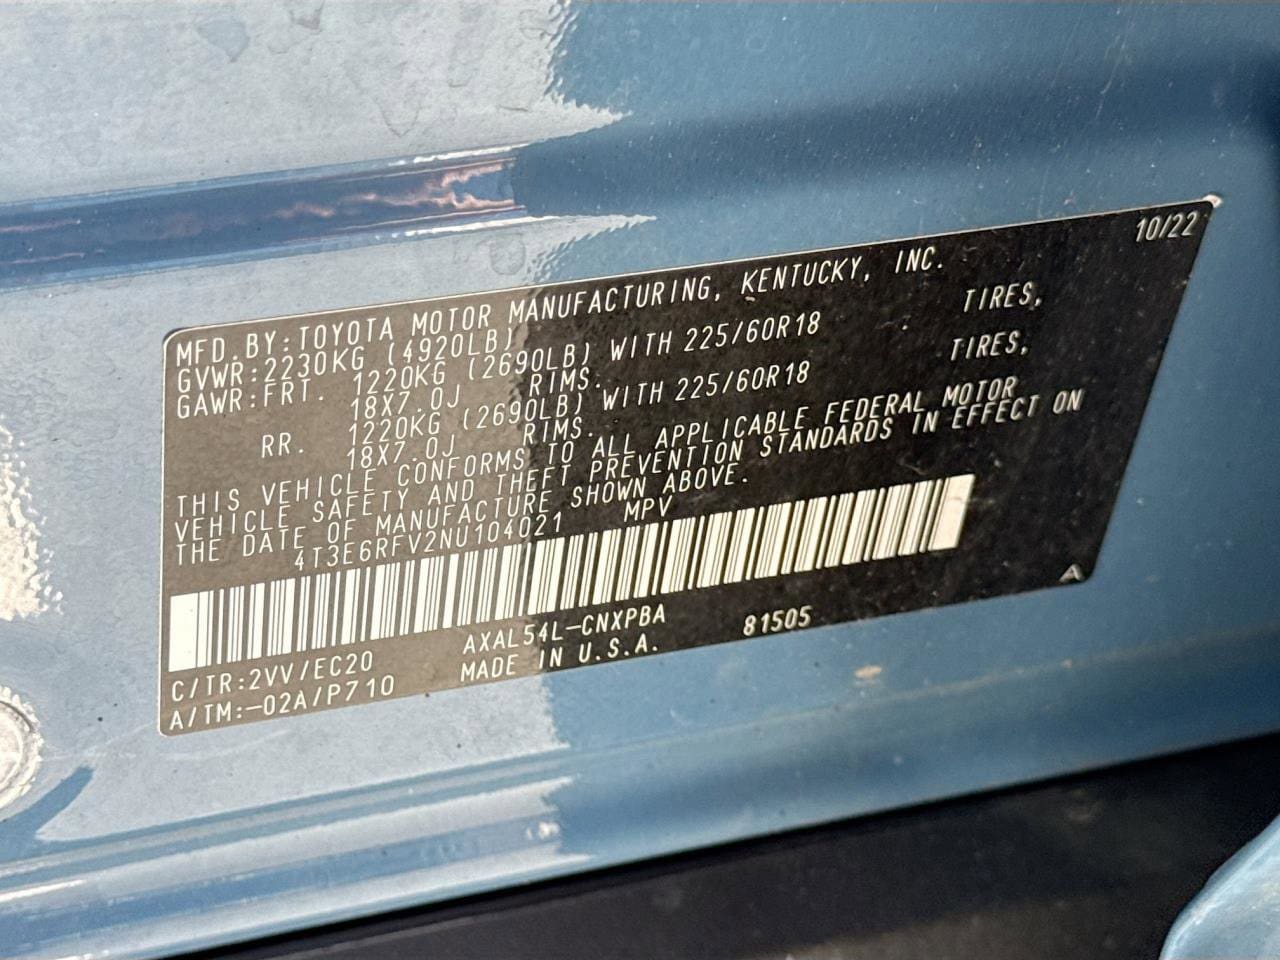 10/22
MFD.BY:TOYOTA MOTOR MANUFACTURING, KENTUCKY, INC.
GVWR:2230KG (4920LB)
GAWR:FRT. 1220KG (2690LB) WITH 225/60R18 TIRES,
18X7.0J RIMS.
RR. 1220KG (2690LB) WITH 225/60R18 TIRES,
18X7.0J RIMS.
THIS VEHICLE CONFORMS TO ALL APPLICABLE FEDERAL MOTOR
VEHICLE SAFETY AND THEFT PREVENTION STANDARDS IN EFFECT ON
THE DATE OF MANUFACTURE SHOWN ABOVE.
4T3E6RFV2NU104021 MPV
C/TR:2VV/EC20 AXAL54L-CNXPBA 81505
A/TM:-02A/P710 MADE IN U.S.A.
A